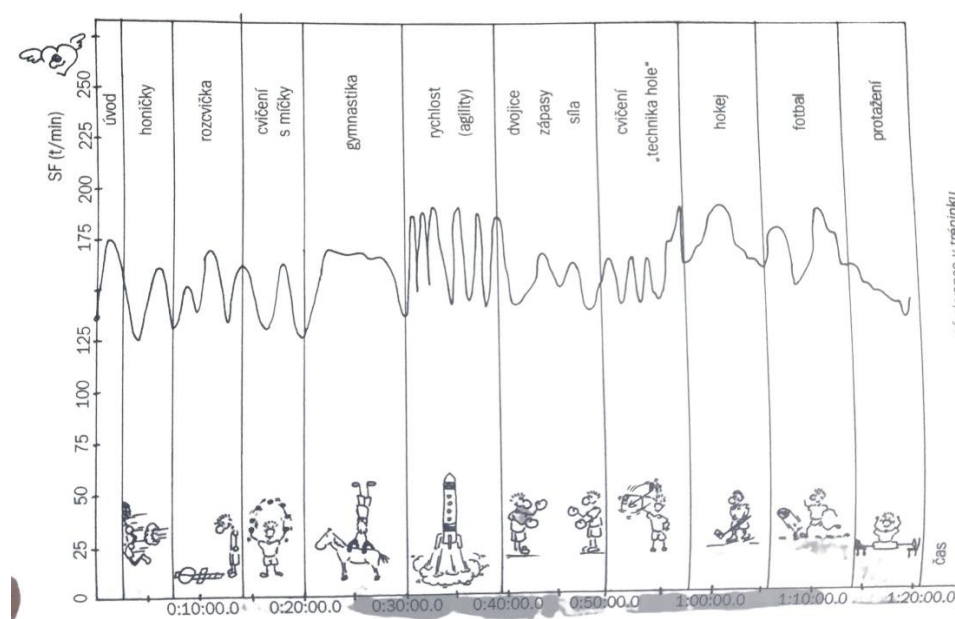 SF (t/min)
250
225
200
175
125
100
75
50
25
0
úvod
honičky
rozcvička
cvičení
s míčky
gymnastika
rychlost
(agility)
dvojice
zápasy
síla
cvičení
„technika hole"
hokej
fotbal
protažení
v tréninku
0:10:00.0
0:20:00.0
0:30:00.0
0:40:00.0
0:50:00.0
1:00:00.0
1:10:00.0
1:20:00.0
čas